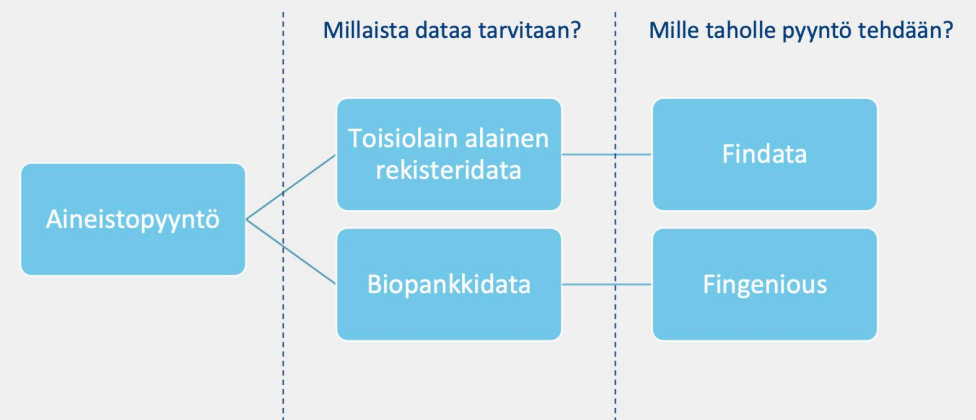 Millaista dataa tarvitaan?
Mille taholle pyyntö tehdään?
Aineistopyyntö
Toisiolain alainen
rekisteridata
Findata
Biopankkidata
Fingenious